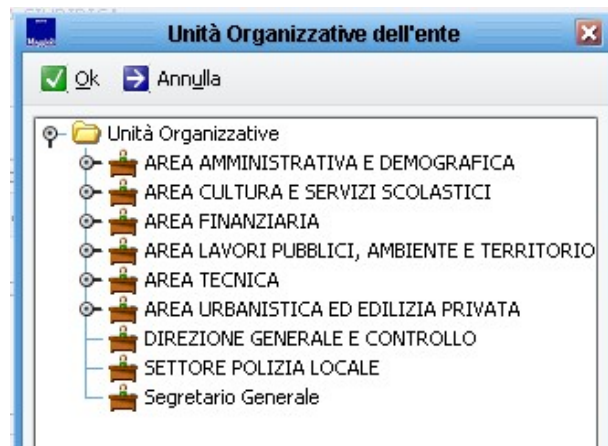 Unità Organizzative dell'ente
Ok Annulla
Unità Organizzative
AREA AMMINISTRATIVA E DEMOGRAFICA
AREA CULTURA E SERVIZI SCOLASTICI
AREA FINANZIARIA
AREA LAVORI PUBBLICI, AMBIENTE E TERRITORIO
AREA TECNICA
AREA URBANISTICA ED EDILIZIA PRIVATA
DIREZIONE GENERALE E CONTROLLO
SETTORE POLIZIA LOCALE
Segretario Generale